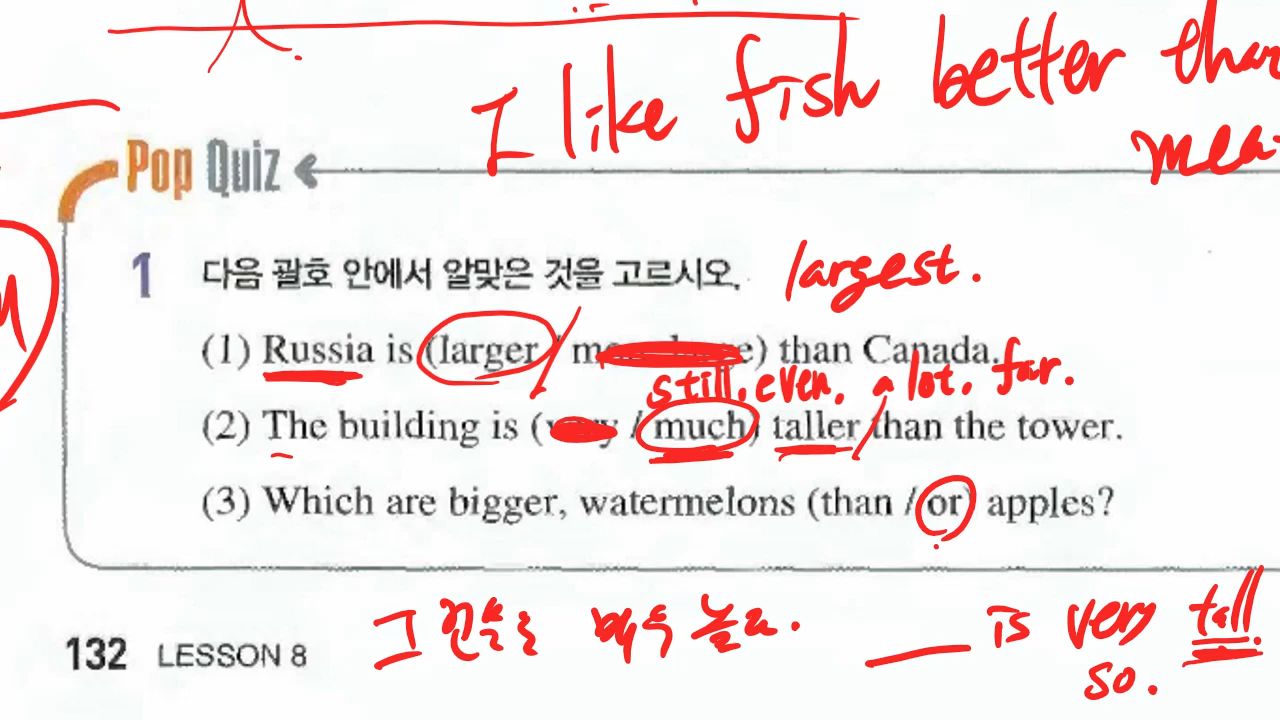 I like fish better than
Pop Quiz
1 다음 괄호 안에서 알맞은 것을 고르시오. largest.
(1) Russia is (larger / ) than Canada.
still. even. a lot. far.
(2) The building is ( / much) taller than the tower.
(3) Which are bigger, watermelons (than / or) apples?
그 건물은 매우 높다. is very tall.
so.
132 LESSON 8